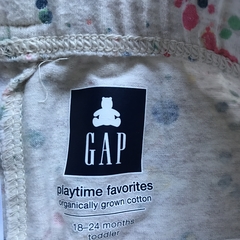 GAP
playtime favorites
organically grown cotton
18-24 months
toddler